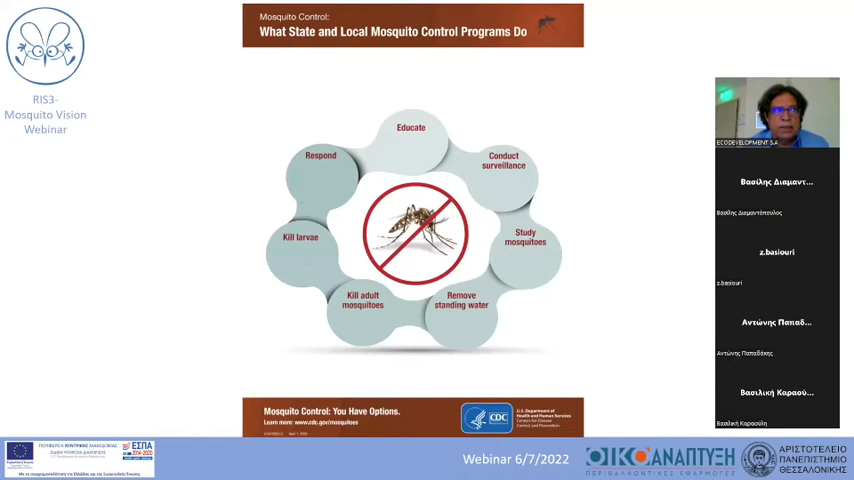 RIS3-
Mosquito Vision
Webinar
Mosquito Control:
What State and Local Mosquito Control Programs Do
Educate
Conduct
surveillance
Study
mosquitoes
Remove
standing water
Kill adult
mosquitoes
Kill larvae
Respond
Mosquito Control: You Have Options.
Learn more: www.cdc.gov/mosquitoes
CDC
U.S. Department of
Health and Human Services
Centers for Disease
Control and Prevention
ECODEVELOPMENT S.A
Βασίλης Διαμαντ...
Βασίλης Διαμαντόπουλος
z.basiouri
z.basiouri
Αντώνης Παπαδ...
Αντώνης Παπαδάκης
Βασιλική Καραού...
Βασιλική Καραούλη
ΕΣΠΑ
2014-2020
Webinar 6/7/2022
ΟΙΚΟΑΝΑΠΤΥΞΗ
ΠΕΡΙΒΑΛΛΟΝΤΙΚΕΣ ΕΦΑΡΜΟΓΕΣ
ΑΡΙΣΤΟΤΕΛΕΙΟ
ΠΑΝΕΠΙΣΤΗΜΙΟ
ΘΕΣΣΑΛΟΝΙΚΗΣ